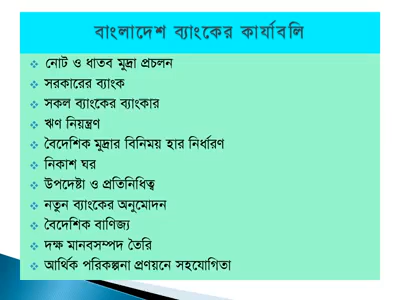 বাংলাদেশ ব্যাংকের কার্যাবলি
নোট ও ধাতব মুদ্রা প্রচলন
সরকারের ব্যাংক
সকল ব্যাংকের ব্যাংকার
ঋণ নিয়ন্ত্রণ
বৈদেশিক মুদ্রার বিনিময় হার নির্ধারণ
নিকাশ ঘর
উপদেষ্টা ও প্রতিনিধিত্ব
নতুন ব্যাংকের অনুমোদন
বৈদেশিক বাণিজ্য
দক্ষ মানবসম্পদ তৈরি
আর্থিক পরিকল্পনা প্রণয়নে সহযোগিতা